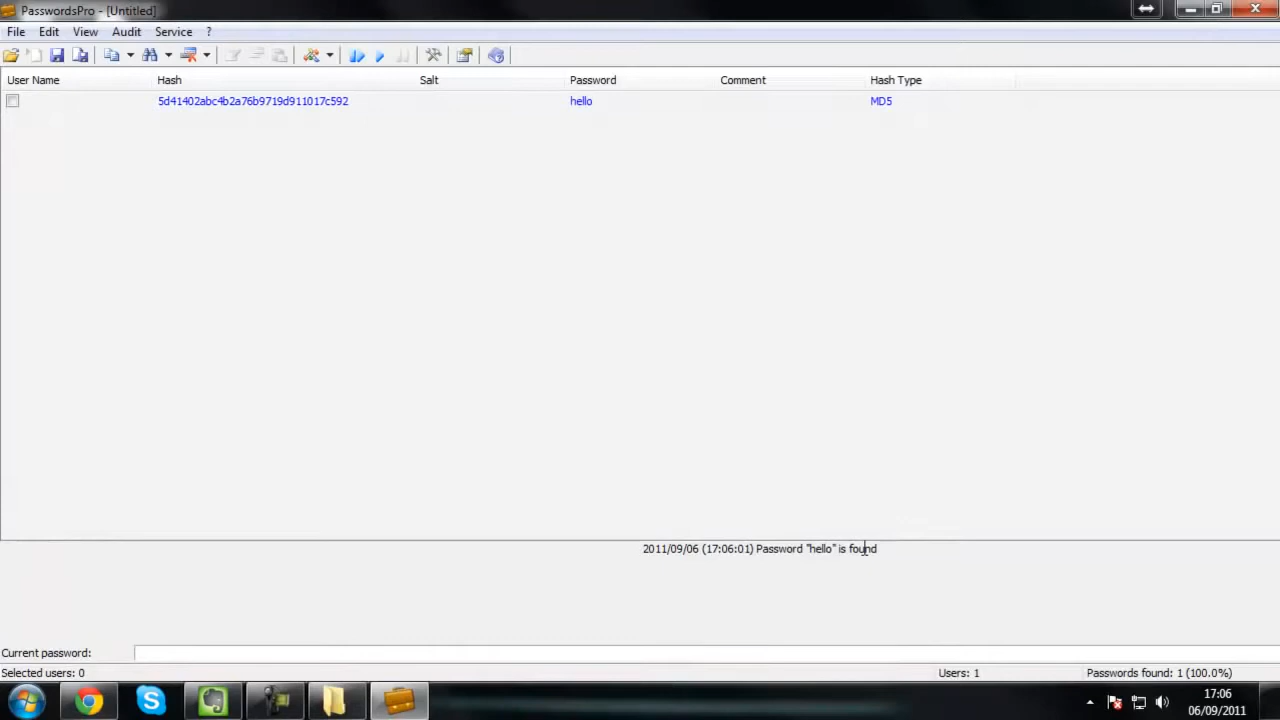 PasswordsPro - [Untitled]
File Edit View Audit Service ?
User Name Hash Salt Password Comment Hash Type
5d41402abc4b2a76b9719d911017c592 hello MD5
2011/09/06 (17:06:01) Password "hello" is found
Current password:
Selected users: 0 Users: 1 Passwords found: 1 (100.0%)
17:06
06/09/2011